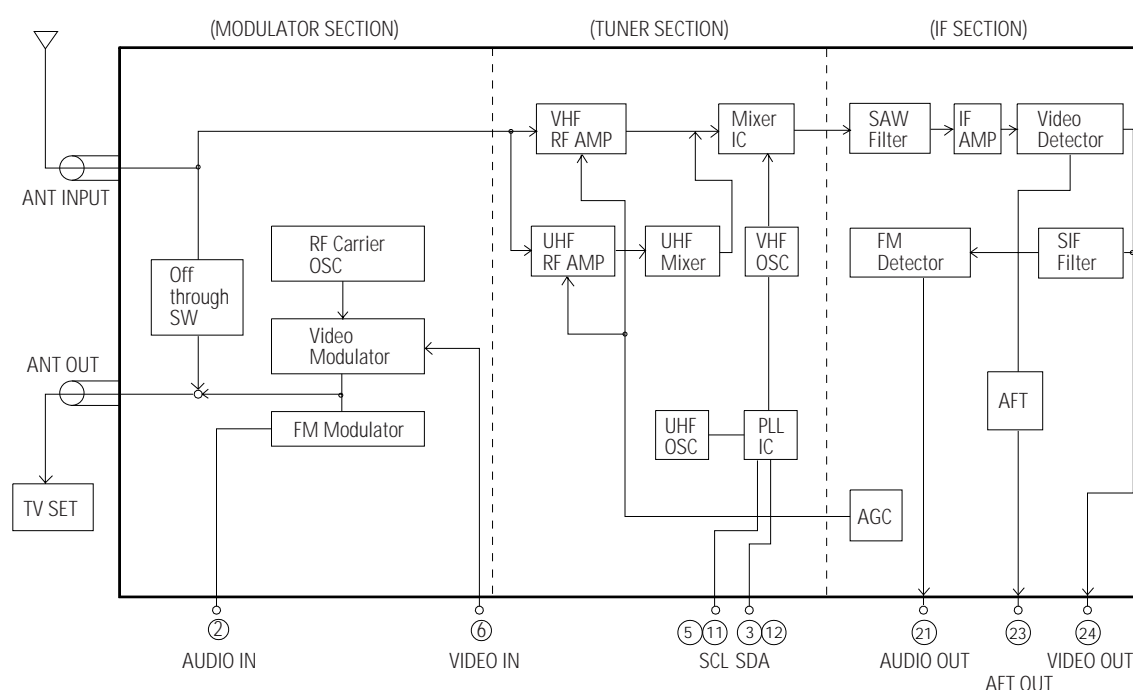 (MODULATOR SECTION)
(TUNER SECTION)
(IF SECTION)
ANT INPUT
ANT OUT
TV SET
Off
through
SW
RF Carrier
OSC
Video
Modulator
FM Modulator
VHF
RF AMP
UHF
RF AMP
UHF
Mixer
Mixer
IC
VHF
OSC
UHF
OSC
PLL
IC
SAW
Filter
IF
AMP
Video
Detector
FM
Detector
SIF
Filter
AFT
AGC
2
6
5 11
3 12
21
23
24
AUDIO IN
VIDEO IN
SCL SDA
AUDIO OUT
AFT OUT
VIDEO OUT